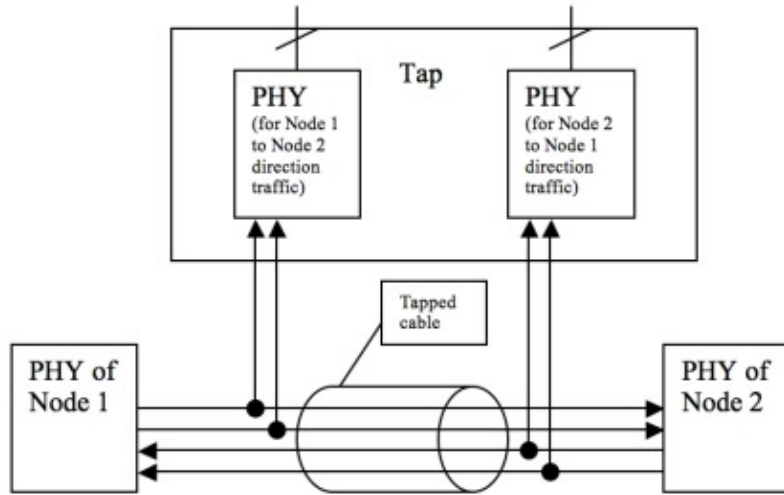 Tap
PHY
(for Node 1
to Node 2
direction
traffic)
PHY
(for Node 2
to Node 1
direction
traffic)
Tapped
cable
PHY of
Node 1
PHY of
Node 2